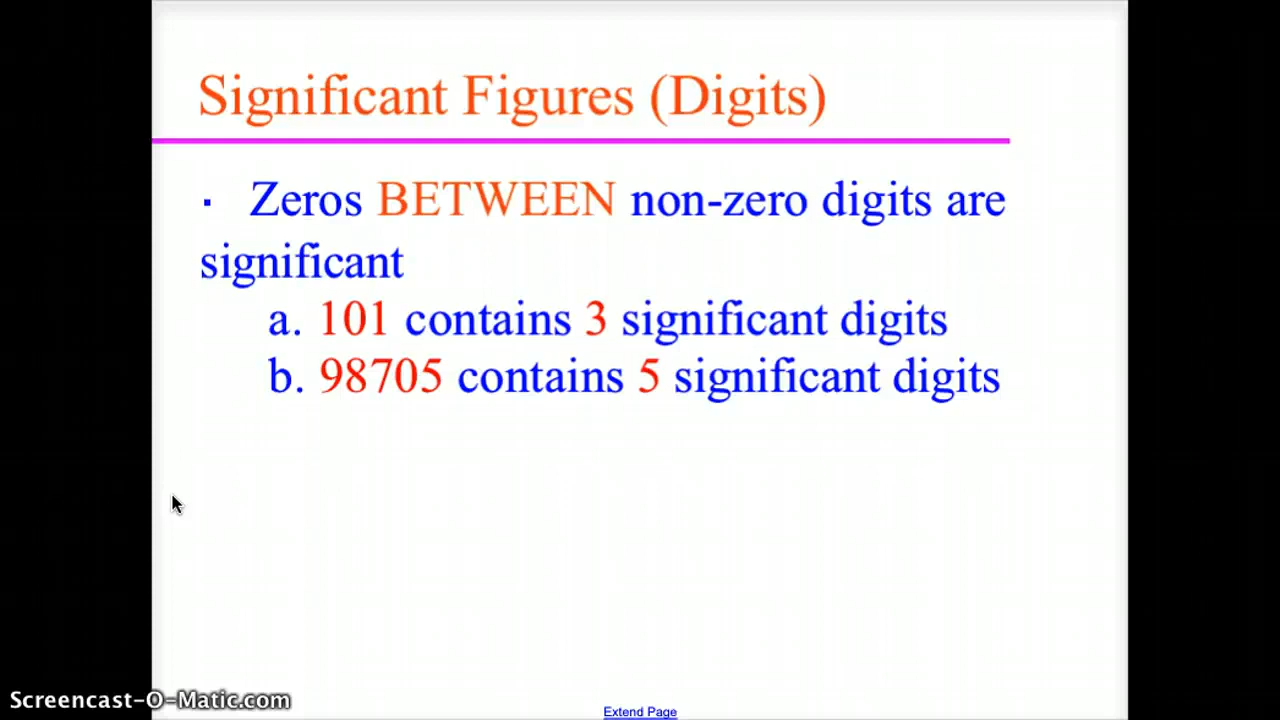 Significant Figures (Digits)
· Zeros BETWEEN non-zero digits are
significant
a. 101 contains 3 significant digits
b. 98705 contains 5 significant digits
Screencast-O-Matic.com
Extend Page